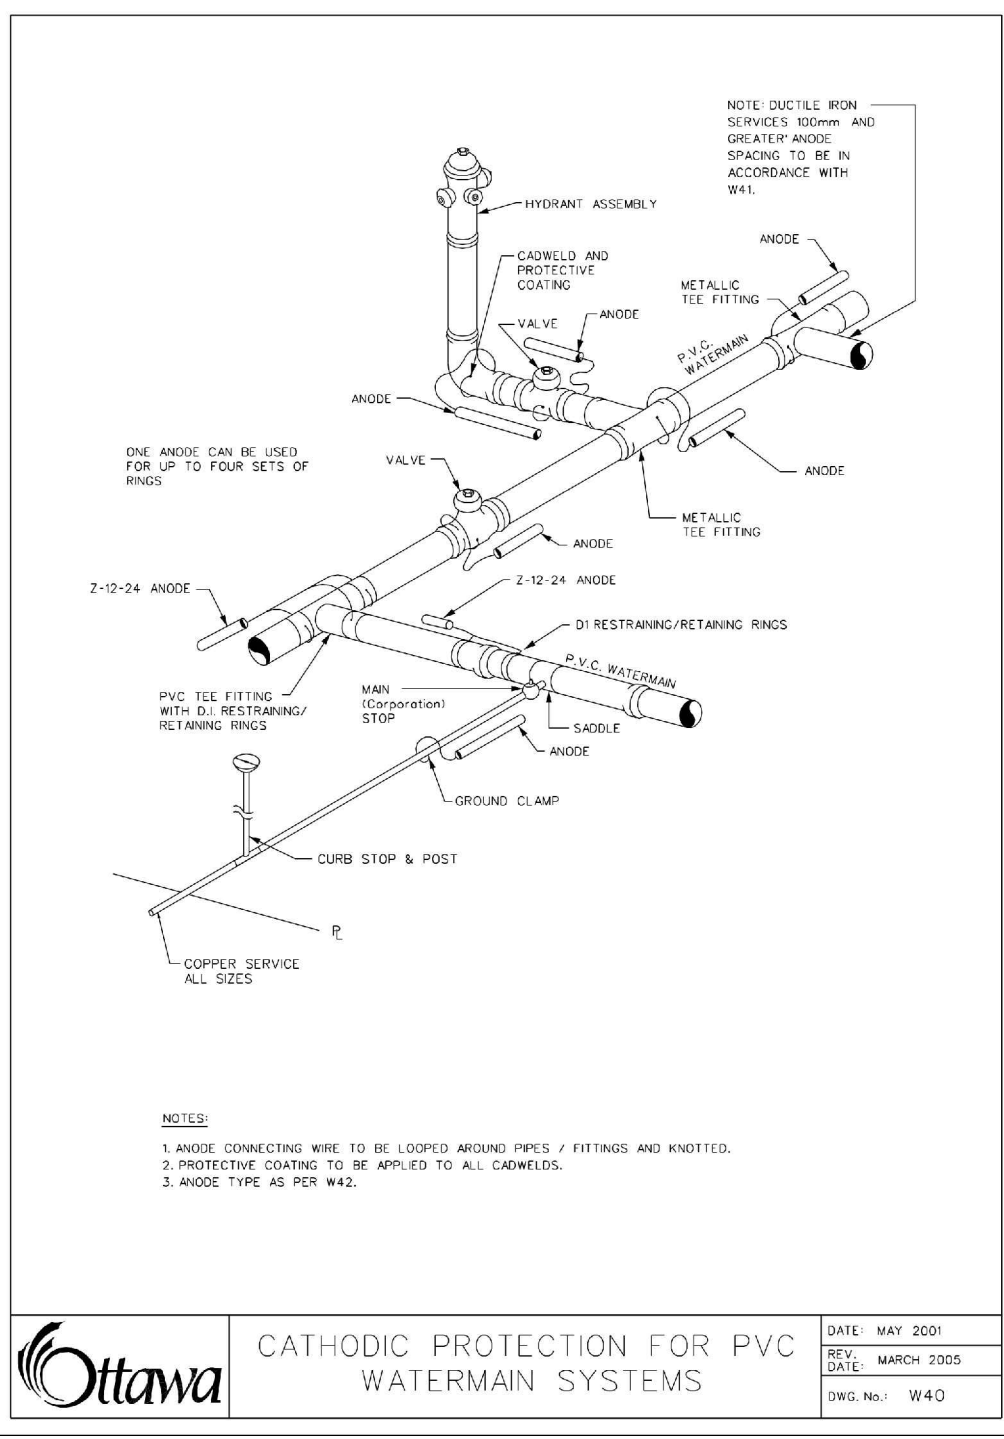 NOTE: DUCTILE IRON
SERVICES 100mm AND
GREATER' ANODE
SPACING TO BE IN
ACCORDANCE WITH
W41.
HYDRANT ASSEMBLY
ANODE
CADWELD AND
PROTECTIVE
COATING
METALLIC
TEE FITTING
ANODE
VALVE
P.V.C.
WATERMAIN
ANODE
ONE ANODE CAN BE USED
FOR UP TO FOUR SETS OF
RINGS
VALVE
ANODE
METALLIC
TEE FITTING
ANODE
Z-12-24 ANODE
Z-12-24 ANODE
D1 RESTRAINING/RETAINING RINGS
P.V.C. WATERMAIN
PVC TEE FITTING
WITH D.I. RESTRAINING/
RETAINING RINGS
MAIN
(Corporation)
STOP
SADDLE
ANODE
GROUND CLAMP
CURB STOP & POST
PL
COPPER SERVICE
ALL SIZES
NOTES:
1. ANODE CONNECTING WIRE TO BE LOOPED AROUND PIPES / FITTINGS AND KNOTTED.
2. PROTECTIVE COATING TO BE APPLIED TO ALL CADWELDS.
3. ANODE TYPE AS PER W42.
Ottawa
CATHODIC PROTECTION FOR PVC
WATERMAIN SYSTEMS
DATE: MAY 2001
REV.
DATE: MARCH 2005
DWG. No.: W40